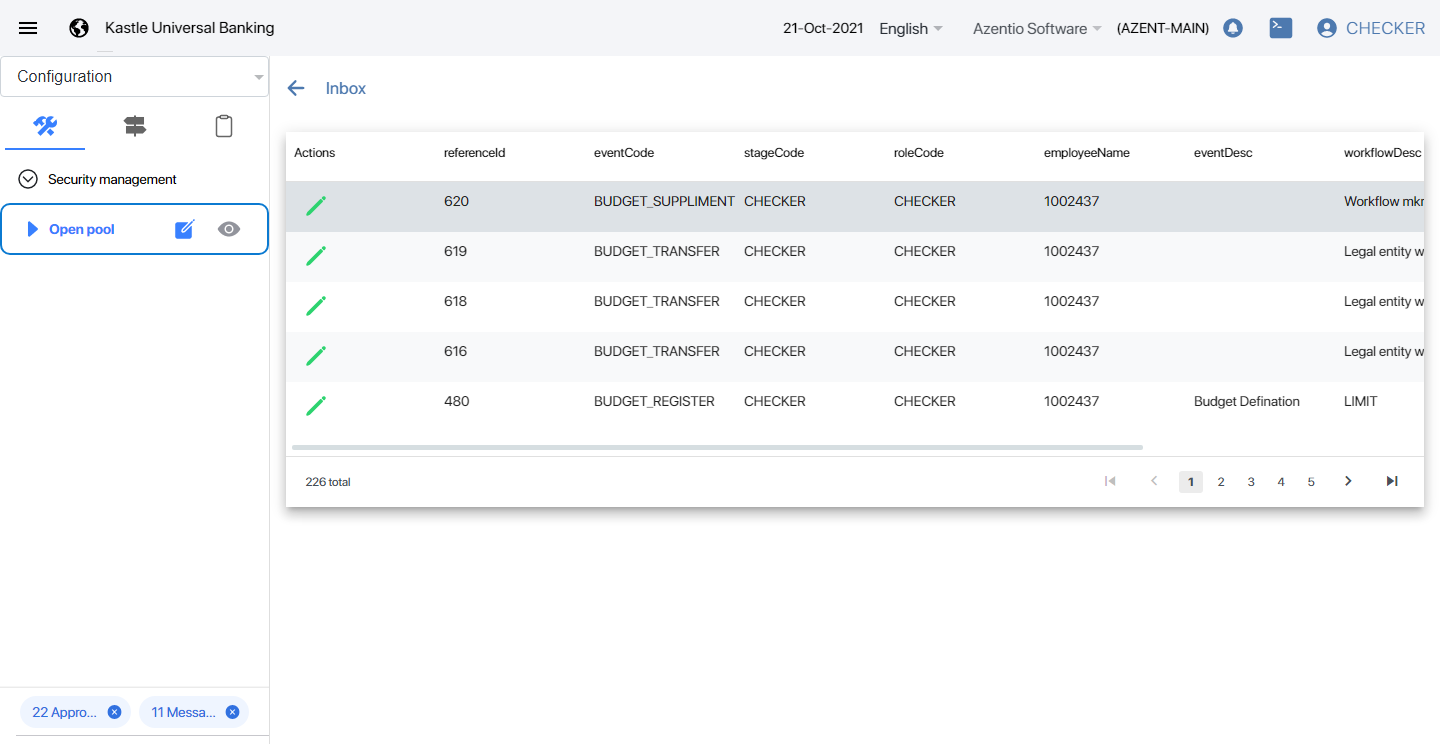 Kastle Universal Banking 21-Oct-2021 English Azentio Software (AZENT-MAIN) CHECKER
Configuration
Security management
Open pool
22 Appro... 11 Messa...
Inbox
Actions referenceId eventCode stageCode roleCode employeeName eventDesc workflowDesc
620 BUDGET_SUPPLIMENT CHECKER CHECKER 1002437 Workflow mkr
619 BUDGET_TRANSFER CHECKER CHECKER 1002437 Legal entity w
618 BUDGET_TRANSFER CHECKER CHECKER 1002437 Legal entity w
616 BUDGET_TRANSFER CHECKER CHECKER 1002437 Legal entity w
480 BUDGET_REGISTER CHECKER CHECKER 1002437 Budget Defination LIMIT
226 total 1 2 3 4 5